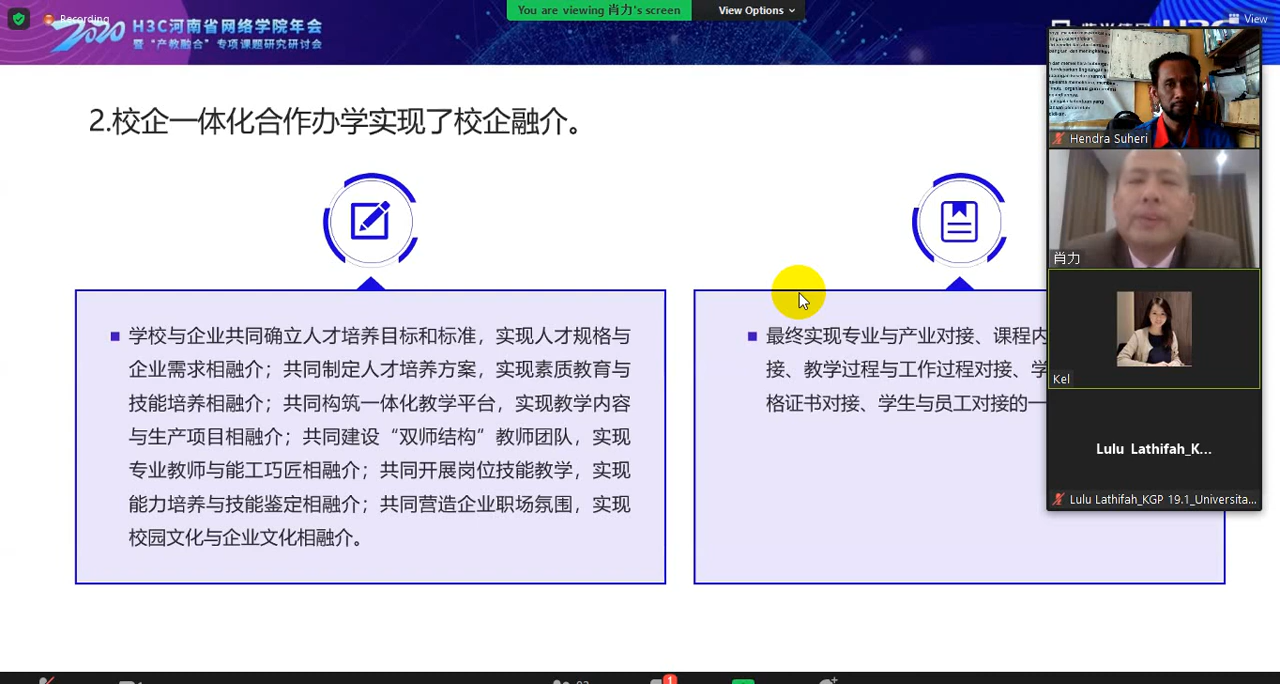 Recording
You are viewing 肖力's screen
View Options
View
2020
H3C河南省网络学院年会
暨“产教融合”专项课题研究研讨会
2.校企一体化合作办学实现了校企融介。
学校与企业共同确立人才培养目标和标准，实现人才规格与
企业需求相融介；共同制定人才培养方案，实现素质教育与
技能培养相融介；共同构筑一体化教学平台，实现教学内容
与生产项目相融介；共同建设“双师结构”教师团队，实现
专业教师与能工巧匠相融介；共同开展岗位技能教学，实现
能力培养与技能鉴定相融介；共同营造企业职场氛围，实现
校园文化与企业文化相融介。
最终实现专业与产业对接、课程内
接、教学过程与工作过程对接、学
格证书对接、学生与员工对接的一
Hendra Suheri
肖力
Kel
Lulu Lathifah_K...
Lulu Lathifah_KGP 19.1_Universita...
1